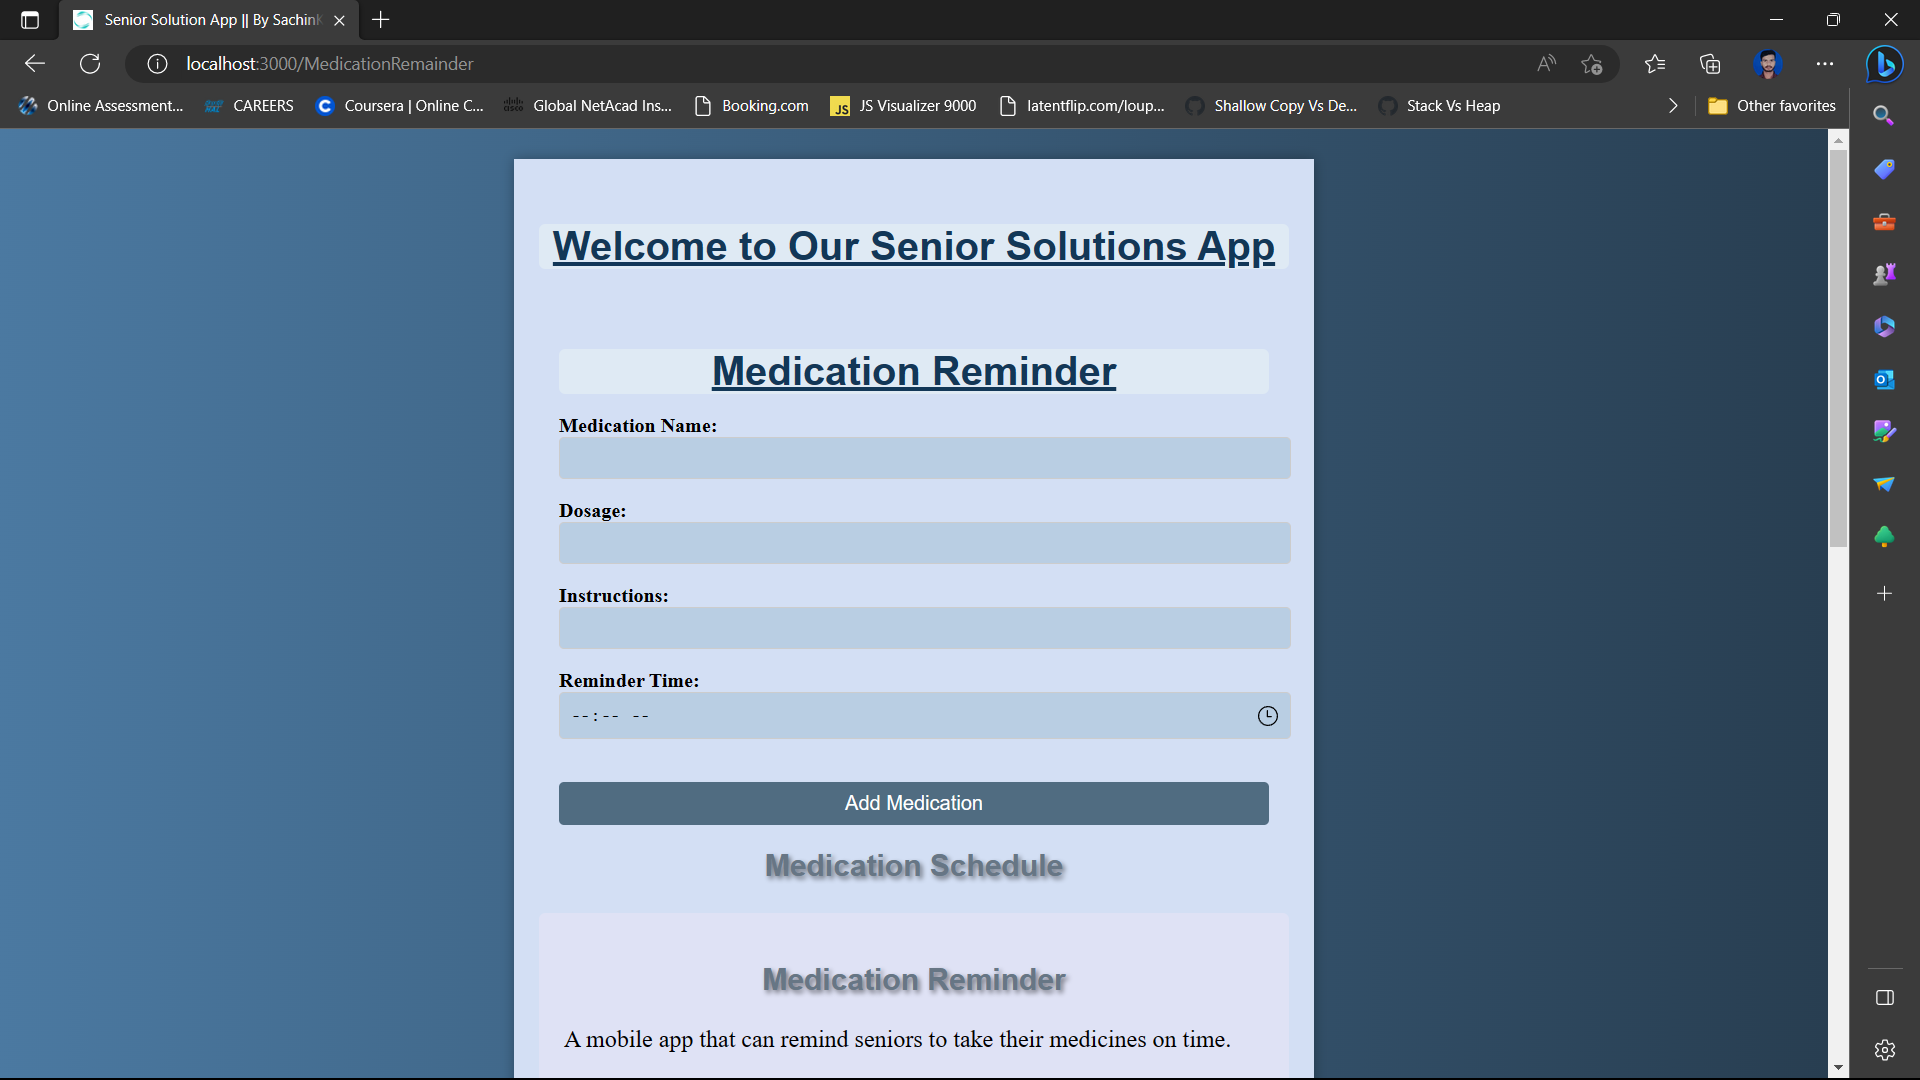 Senior Solution App || By Sachin
localhost:3000/MedicationRemainder
Online Assessment...
CAREERS
Coursera | Online C...
Global NetAcad Ins...
Booking.com
JS Visualizer 9000
latentflip.com/loup...
Shallow Copy Vs De...
Stack Vs Heap
Other favorites
Welcome to Our Senior Solutions App
Medication Reminder
Medication Name:
Dosage:
Instructions:
Reminder Time:
--:-- --
Add Medication
Medication Schedule
Medication Reminder
A mobile app that can remind seniors to take their medicines on time.